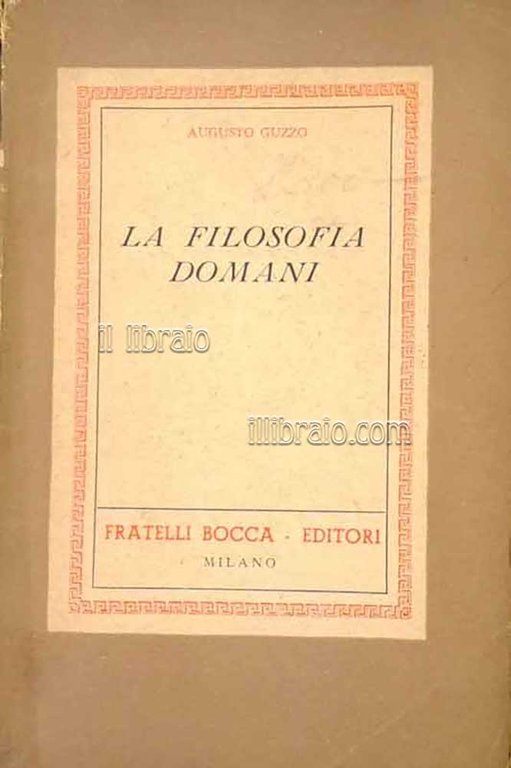 AUGUSTO GUZZO
LA FILOSOFIA
DOMANI
il libraio
illibraio.com
FRATELLI BOCCA - EDITORI
MILANO